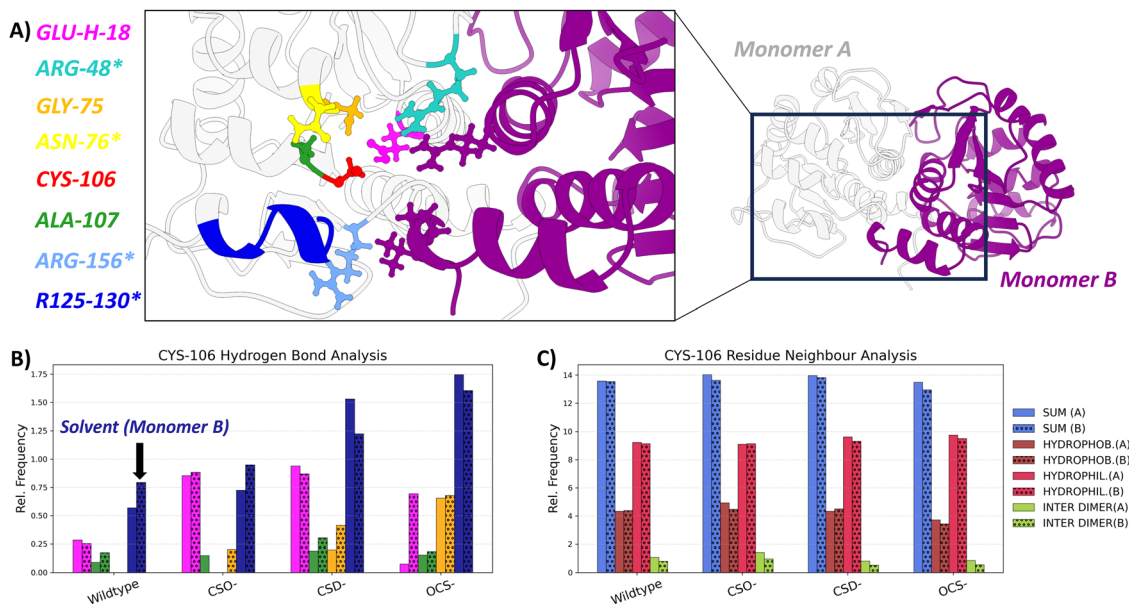 A)
GLU-H-18
ARG-48*
GLY-75
ASN-76*
CYS-106
ALA-107
ARG-156*
R125-130*
Monomer A
Monomer B
B)
CYS-106 Hydrogen Bond Analysis
Rel. Frequency
1.75
1.50
1.25
1.00
0.75
0.50
0.25
0.00
Solvent (Monomer B)
Wildtype
CSO-
CSD-
OCS-
C)
CYS-106 Residue Neighbour Analysis
Rel. Frequency
14
12
10
8
6
4
2
0
Wildtype
CSO-
CSD-
OCS-
SUM (A)
SUM (B)
HYDROPHOB.(A)
HYDROPHOB.(B)
HYDROPHIL.(A)
HYDROPHIL.(B)
INTER DIMER(A)
INTER DIMER(B)